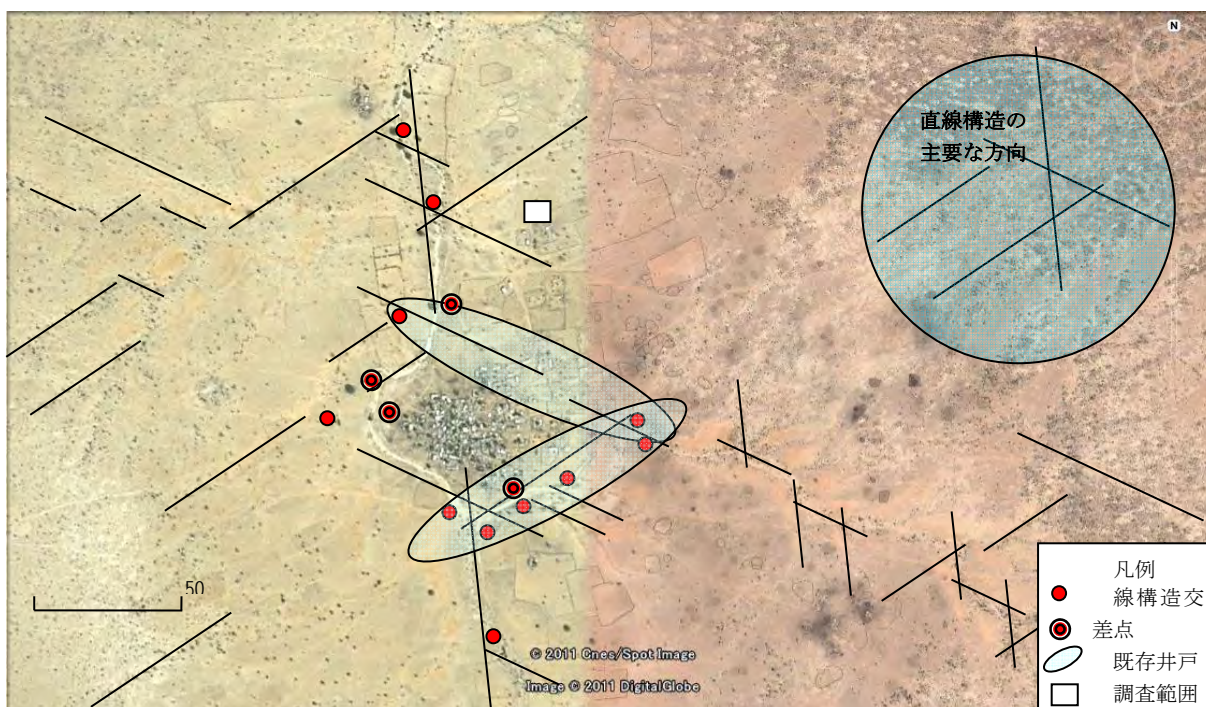 N
直線構造の
主要な方向
50
凡例
線構造交
差点
既存井戸
調査範囲
© 2011 Cnes/Spot Image
Image © 2011 DigitalGlobe